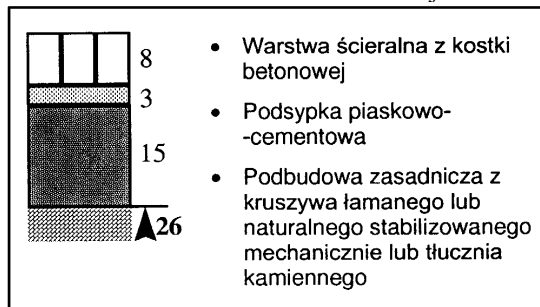 8
3
15
26
• Warstwa ścieralna z kostki
betonowej
• Podsypka piaskowo-
-cementowa
• Podbudowa zasadnicza z
kruszywa łamanego lub
naturalnego stabilizowanego
mechanicznie lub tłucznia
kamiennego